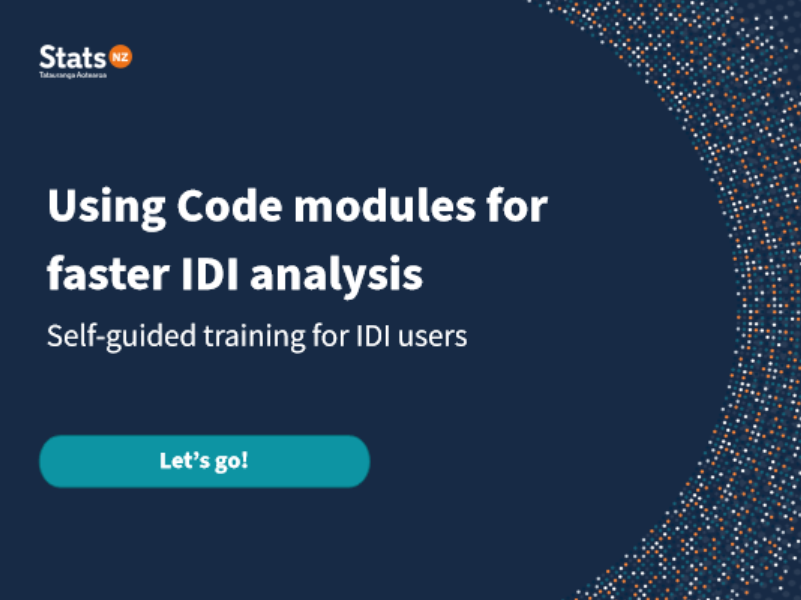 Stats NZ
Tatauranga Aotearoa
Using Code modules for
faster IDI analysis
Self-guided training for IDI users
Let’s go!